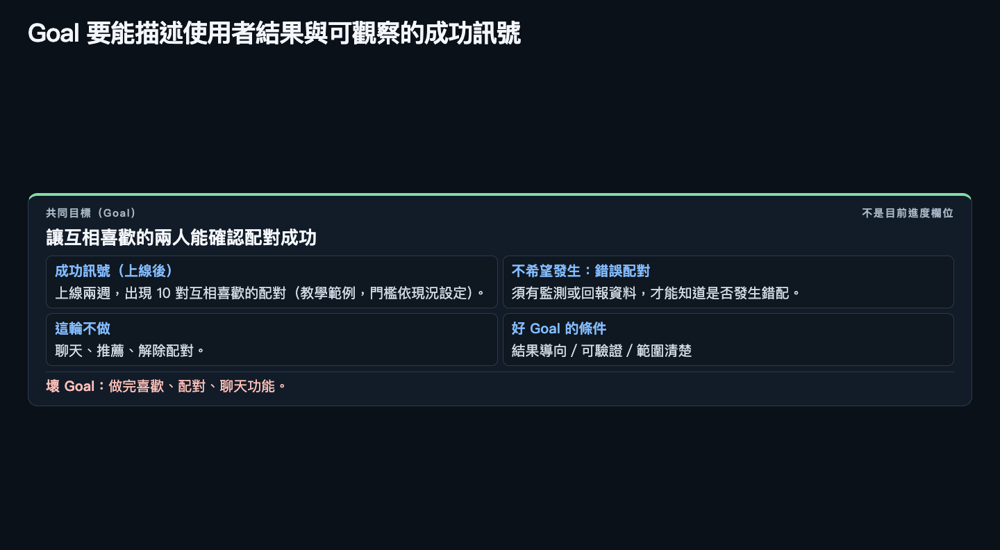 Goal 要能描述使用者結果與可觀察的成功訊號
共同目標（Goal）
不是目前進度欄位
讓互相喜歡的兩人能確認配對成功
成功訊號（上線後）
上線兩週，出現 10 對互相喜歡的配對（教學範例，門檻依現況設定）。
不希望發生：錯誤配對
須有監測或回報資料，才能知道是否發生錯配。
這輪不做
聊天、推薦、解除配對。
好 Goal 的條件
結果導向 / 可驗證 / 範圍清楚
壞 Goal：做完喜歡、配對、聊天功能。